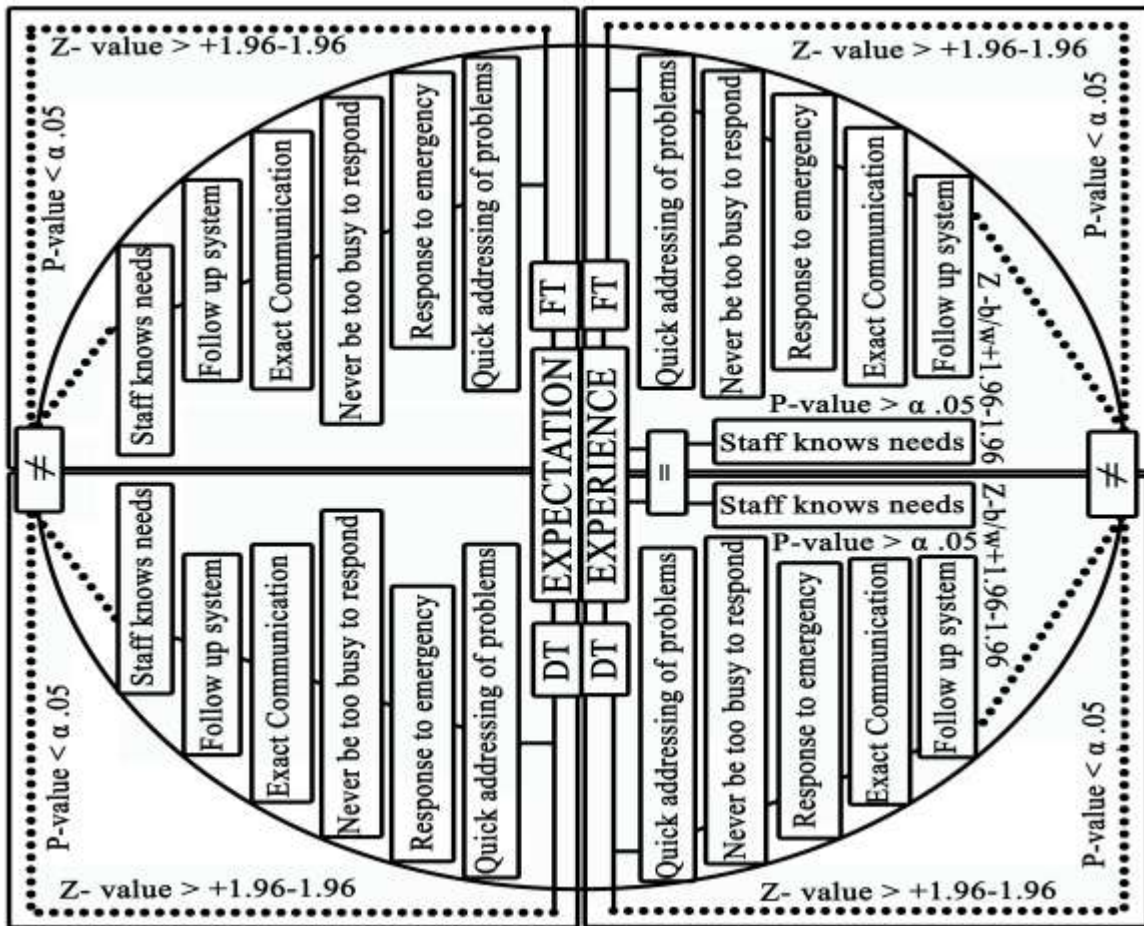 Z- value > +1.96-1.96
P-value < α .05
Staff knows needs
Follow up system
Exact Communication
Never be too busy to respond
Response to emergency
Quick addressing of problems
FT
EXPECTATION
DT
≠
Staff knows needs
Follow up system
Exact Communication
Never be too busy to respond
Response to emergency
Quick addressing of problems
P-value < α .05
Z- value > +1.96-1.96
Z- value > +1.96-1.96
P-value < α .05
Quick addressing of problems
Never be too busy to respond
Response to emergency
Exact Communication
Follow up system
FT
EXPERIENCE
DT
Z-b/w+1.96-1.96
P-value > α .05
Staff knows needs
=
≠
Staff knows needs
P-value > α .05
Z-b/w+1.96-1.96
Quick addressing of problems
Never be too busy to respond
Response to emergency
Exact Communication
Follow up system
P-value < α .05
Z- value > +1.96-1.96